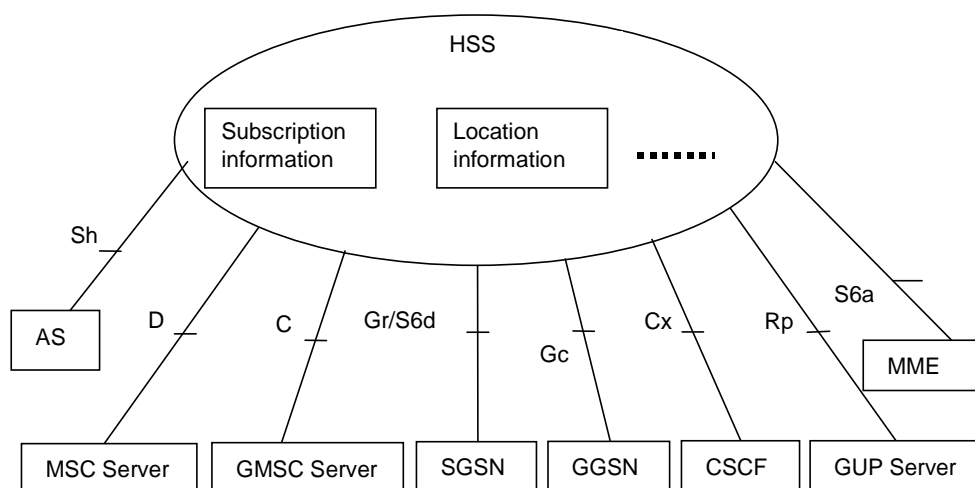 HSS
Subscription
information
Location
information
Sh
AS
D
C
Gr/S6d
Gc
Cx
Rp
S6a
MME
MSC Server
GMSC Server
SGSN
GGSN
CSCF
GUP Server